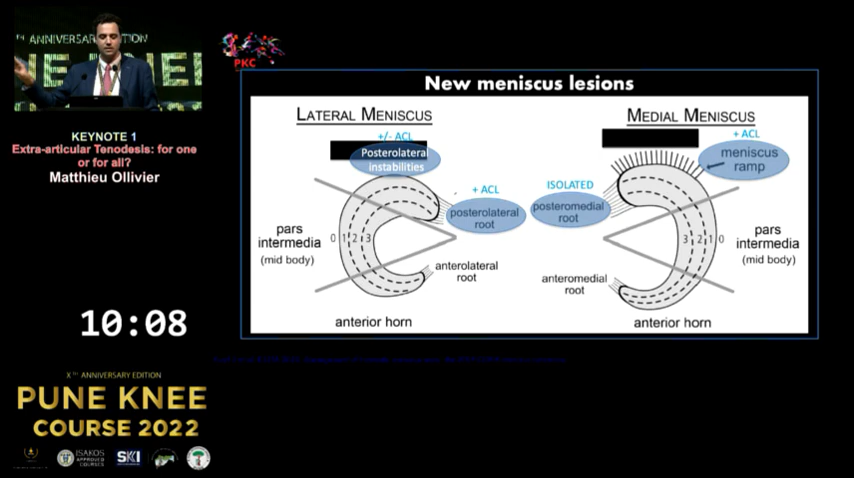 TH ANNIVERSARY EDITION
PKC
KEYNOTE 1
Extra-articular Tenodesis: for one
or for all?
Matthieu Ollivier
10:08
XTH ANNIVERSARY EDITION
PUNE KNEE
COURSE 2022
ISAKOS
APPROVED
COURSES
SKI
New meniscus lesions
LATERAL MENISCUS
+/- ACL
Posterolateral
instabilities
+ ACL
posterolateral
root
pars
intermedia
(mid body)
0 1 2 3
anterolateral
root
anterior horn
MEDIAL MENISCUS
+ ACL
meniscus
ramp
ISOLATED
posteromedial
root
3 2 1 0
pars
intermedia
(mid body)
anteromedial
root
anterior horn